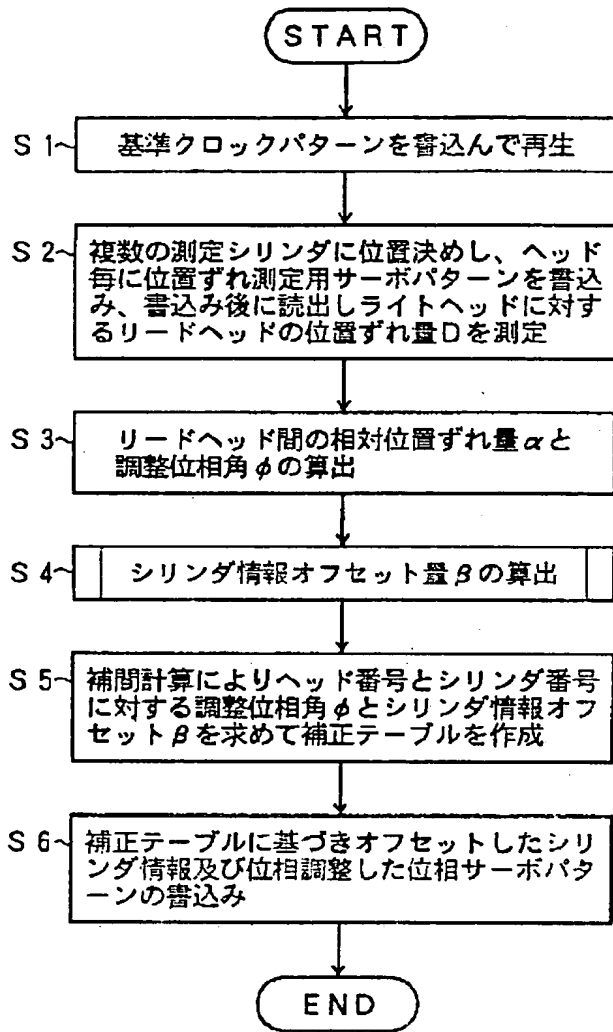 START
S1 基準クロックパターンを書込んで再生
S2 複数の測定シリンダに位置決めし、ヘッド
毎に位置ずれ測定用サーボパターンを書込
み、書込み後に読出しライトヘッドに対す
るリードヘッドの位置ずれ量Dを測定
S3 リードヘッド間の相対位置ずれ量αと
調整位相角φの算出
S4 シリンダ情報オフセット量βの算出
S5 補間計算によりヘッド番号とシリンダ番号
に対する調整位相角φとシリンダ情報オフ
セットβを求めて補正テーブルを作成
S6 補正テーブルに基づきオフセットしたシリ
ンダ情報及び位相調整した位相サーボパタ
ーンの書込み
END